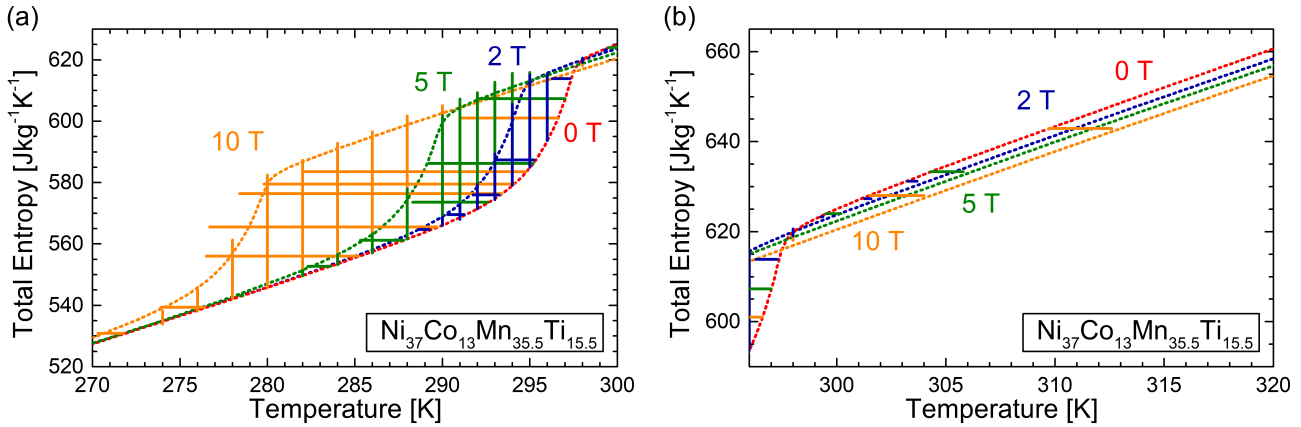 (a)
Total Entropy [Jkg⁻¹K⁻¹]
620
600
580
560
540
520
10 T
5 T
2 T
0 T
Ni₃₇Co₁₃Mn₃₅.₅Ti₁₅.₅
270 275 280 285 290 295 300
Temperature [K]
(b)
Total Entropy [Jkg⁻¹K⁻¹]
660
640
620
600
0 T
2 T
5 T
10 T
Ni₃₇Co₁₃Mn₃₅.₅Ti₁₅.₅
300 305 310 315 320
Temperature [K]